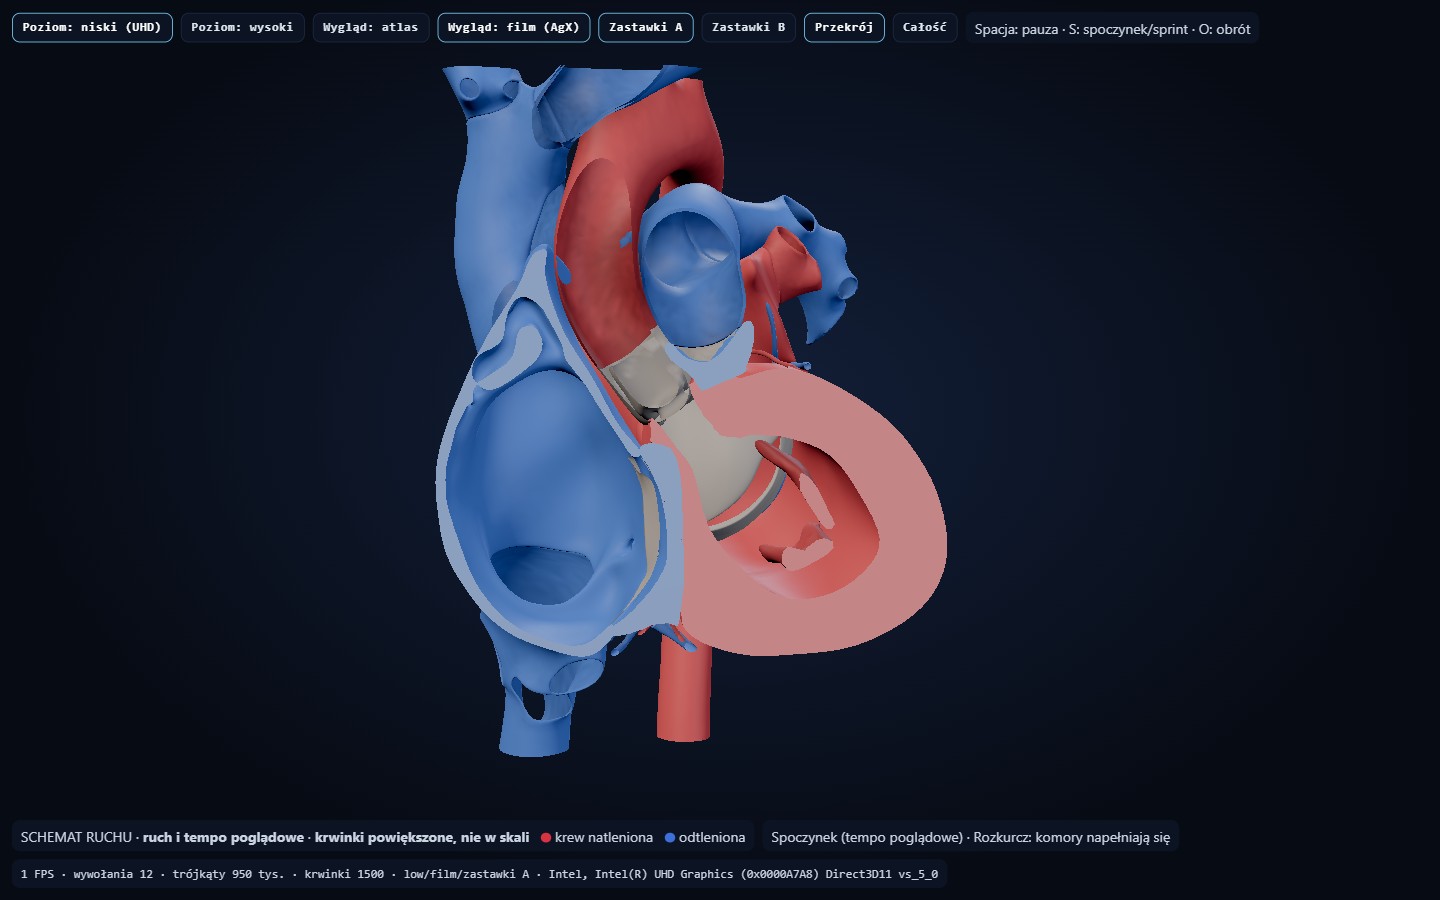 Poziom: niski (UHD) Poziom: wysoki Wygląd: atlas Wygląd: film (AgX) Zastawki A Zastawki B Przekrój Całość Spacja: pauza · S: spoczynek/sprint · O: obrót
SCHEMAT RUCHU · ruch i tempo poglądowe · krwinki powiększone, nie w skali krew natleniona odtleniona Spoczynek (tempo poglądowe) · Rozkurcz: komory napełniają się
1 FPS · wywołania 12 · trójkąty 950 tys. · krwinki 1500 · low/film/zastawki A · Intel, Intel(R) UHD Graphics (0x0000A7A8) Direct3D11 vs_5_0